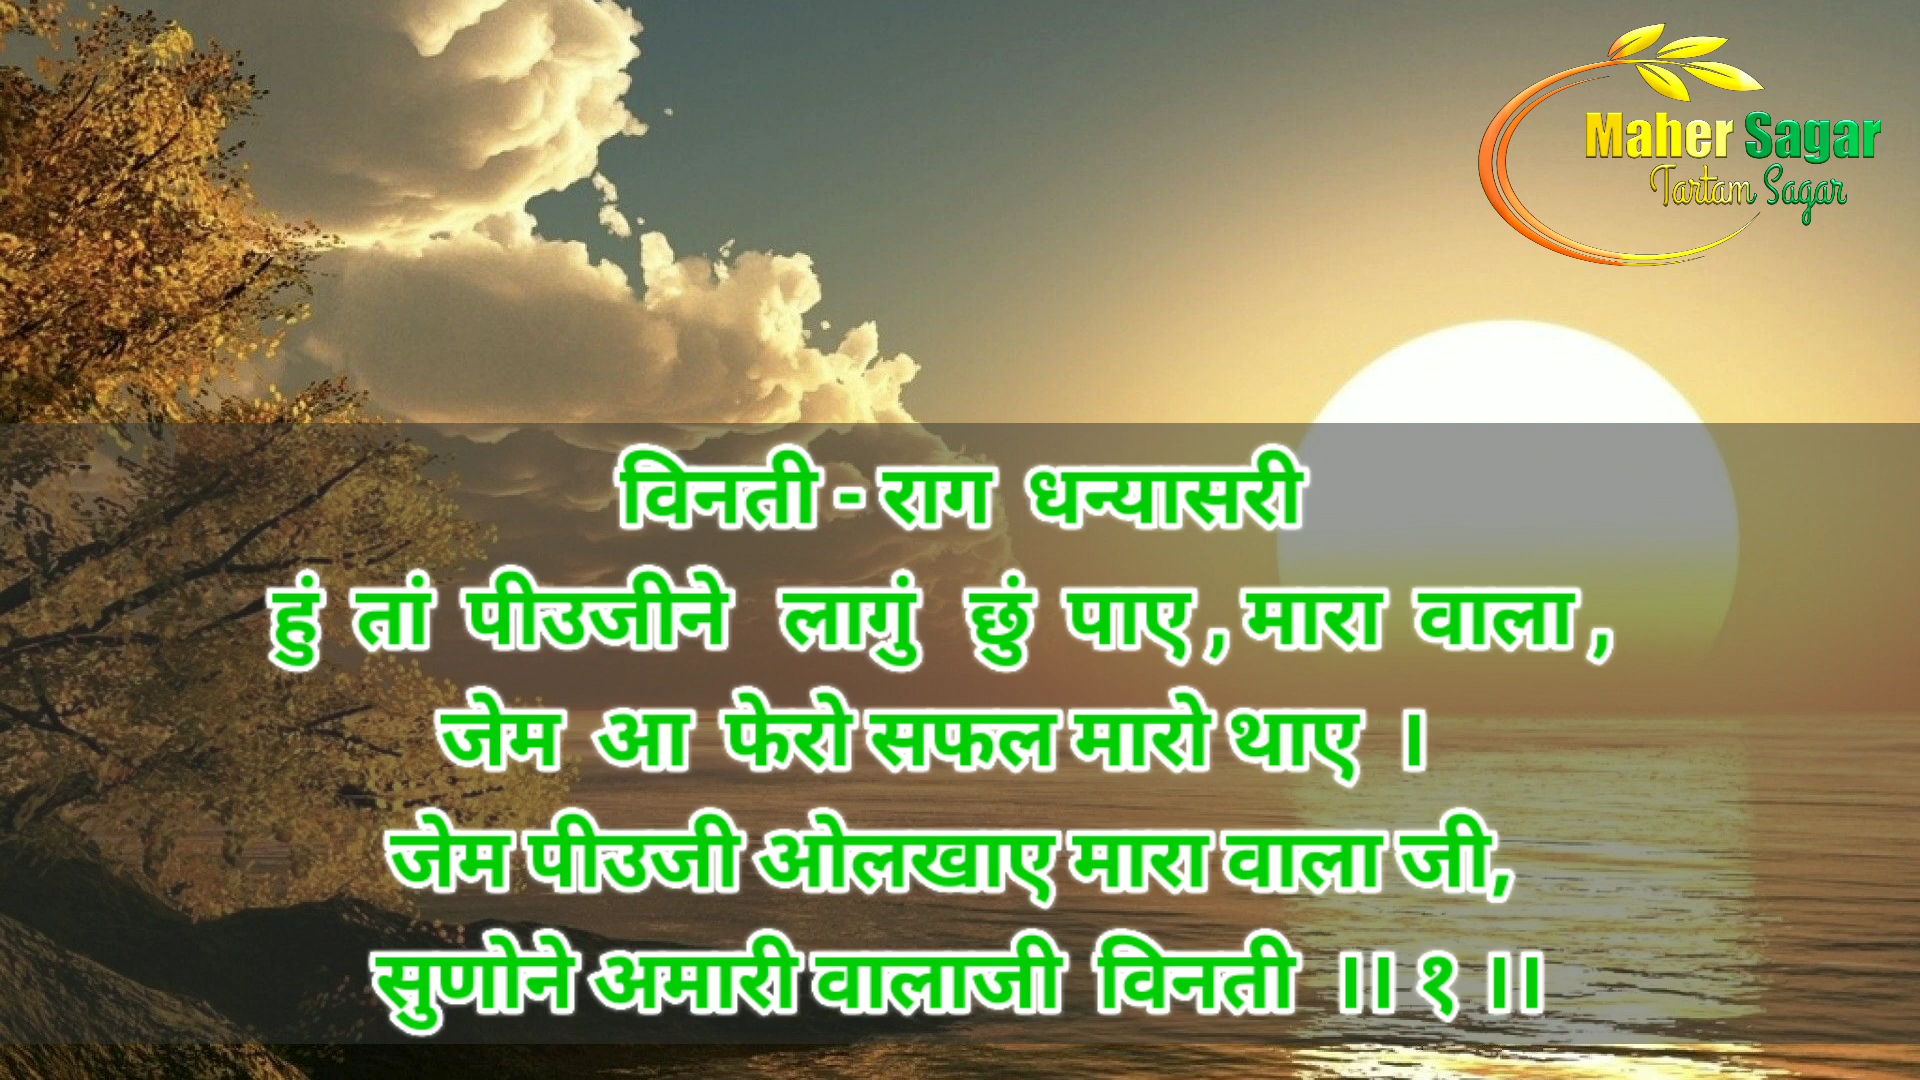 Maher Sagar
Tartam Sagar
विनती - राग धन्यासरी
हुं तां पीउजीने लागुं छुं पाए , मारा वाला ,
जेम आ फेरो सफल मारो थाए ।
जेम पीउजी ओलखाए मारा वाला जी,
सुणोने अमारी वालाजी विनती ।। १ ।।